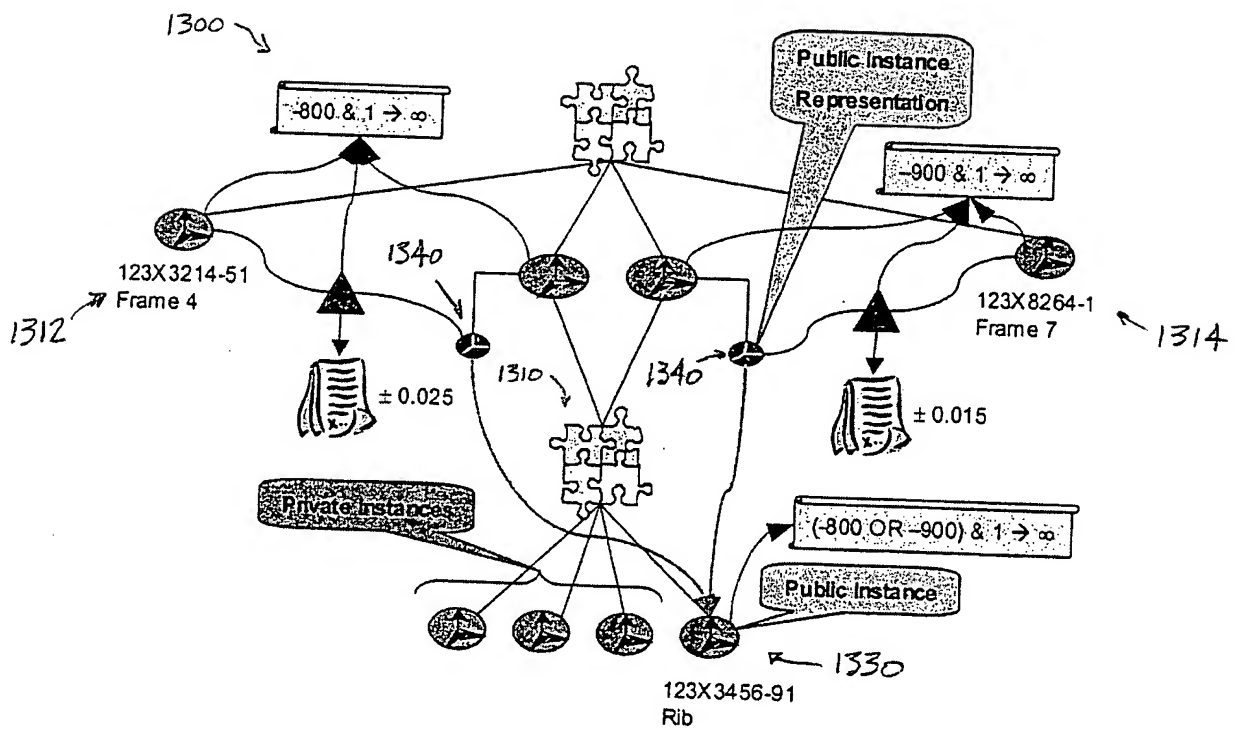 1300
-800 & 1 → ∞
Public Instance
Representation
-900 & 1 → ∞
123X3214-51
Frame 4
1312
1340
123X8264-1
Frame 7
1314
1310
1340
± 0.025
± 0.015
x...
x...
Private Instances
(-800 OR -900) & 1 → ∞
Public Instance
1330
123X3456-91
Rib